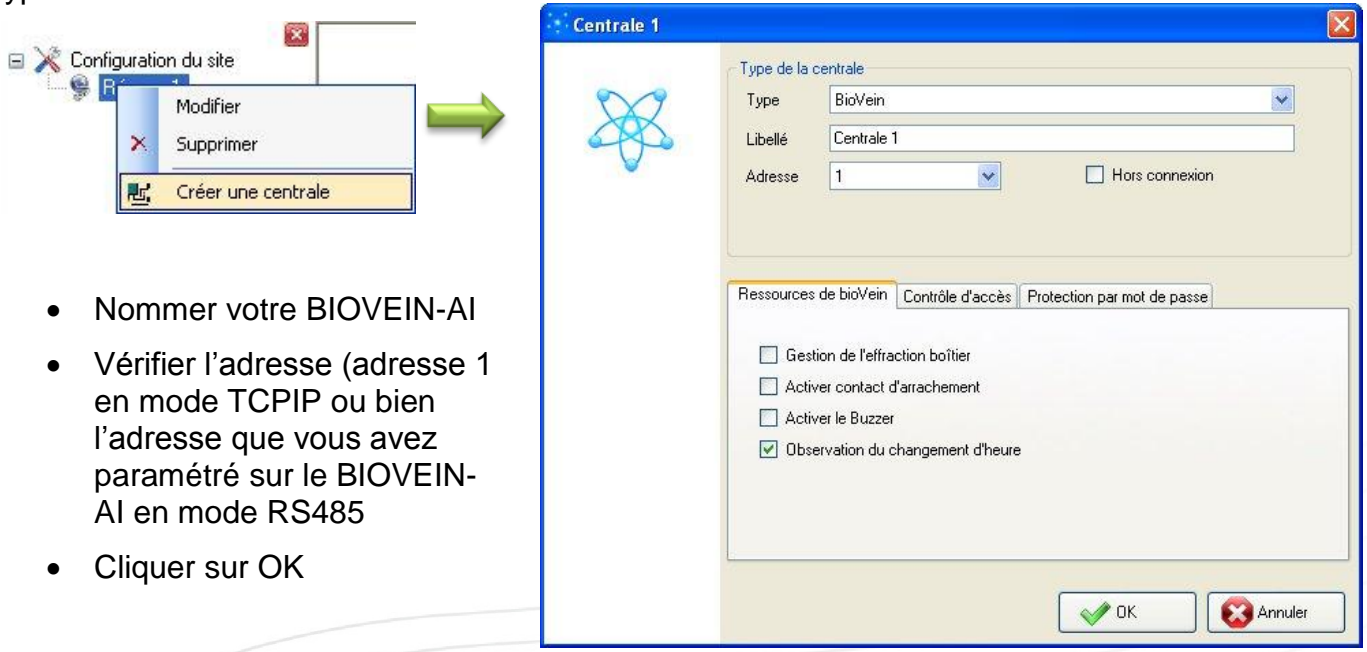 Configuration du site
Modifier
Supprimer
Créer une centrale
Nommer votre BIOVEIN-AI
Vérifier l’adresse (adresse 1
en mode TCPIP ou bien
l’adresse que vous avez
paramétré sur le BIOVEIN-
AI en mode RS485
Cliquer sur OK
Centrale 1
Type de la centrale
Type BioVein
Libellé Centrale 1
Adresse 1 Hors connexion
Ressources de bioVein Contrôle d'accès Protection par mot de passe
Gestion de l'effraction boîtier
Activer contact d'arrachement
Activer le Buzzer
Observation du changement d'heure
OK Annuler